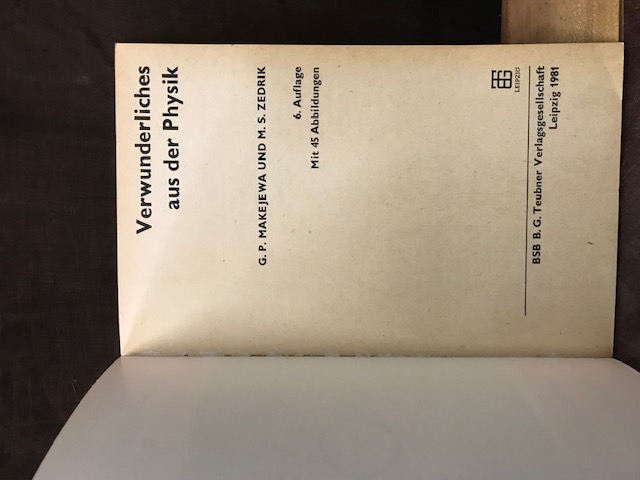 Verwunderliches
aus der Physik
G. P. MAKEJEWA UND M. S. ZEDRIK
6. Auflage
Mit 45 Abbildungen
LEIPZIG
BSB B. G. Teubner Verlagsgesellschaft
Leipzig 1981